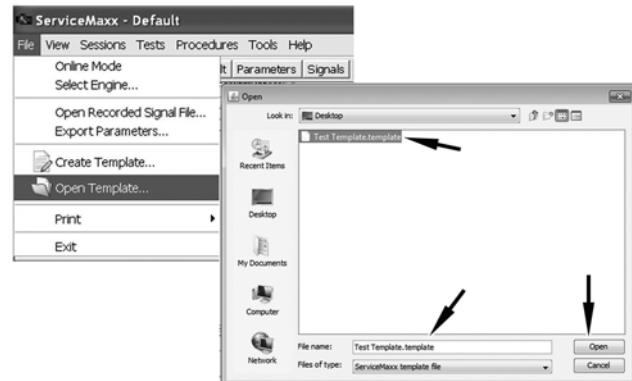 ServiceMaxx - Default
File View Sessions Tests Procedures Tools Help
Online Mode
Select Engine...
Open Recorded Signal File...
Export Parameters...
Create Template...
Open Template...
Print
Exit
lt Parameters Signals
Open
Look in: Desktop
Test Template.template
Recent Items
Desktop
My Documents
Computer
Network
File name: Test Template.template Open
Files of type: ServiceMaxx template file Cancel